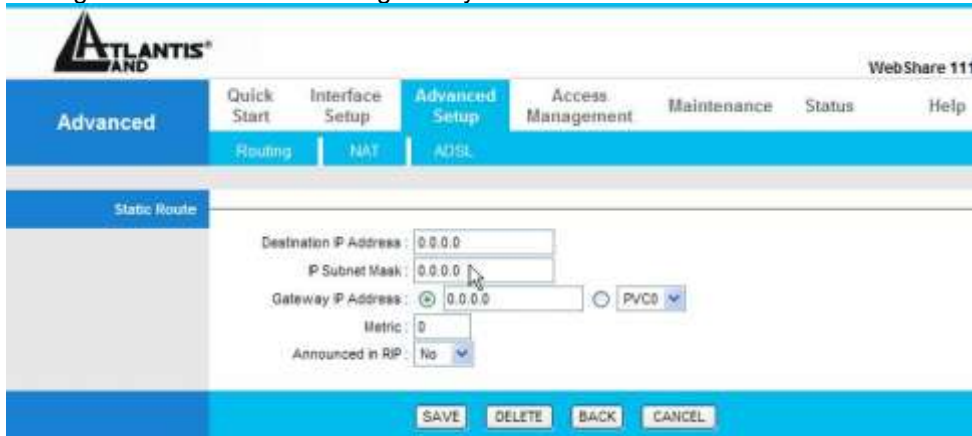 ATLANTIS®
AND
WebShare 111
Advanced
Quick Start
Interface Setup
Advanced Setup
Access Management
Maintenance
Status
Help
Routing
NAT
ADSL
Static Route
Destination IP Address : 0.0.0.0
IP Subnet Mask : 0.0.0.0
Gateway IP Address : 0.0.0.0 PVC0
Metric : 0
Announced in RIP : No
SAVE DELETE BACK CANCEL